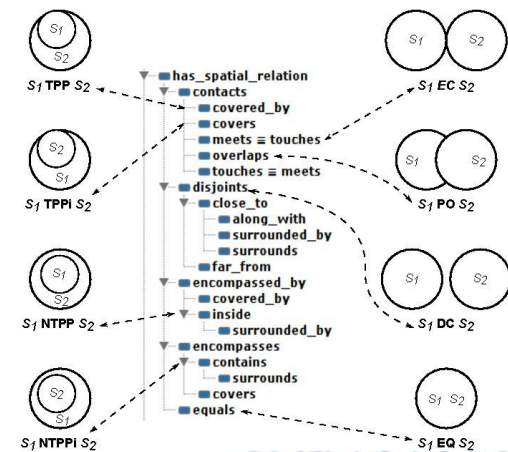 S1
S2
S1 TPP S2
S2
S1
S1 TPPi S2
S1
S2
S1 NTPP S2
S2
S1
S1 NTPPi S2
has_spatial_relation
contacts
covered_by
covers
meets ≡ touches
overlaps
touches ≡ meets
disjoints
close_to
along_with
surrounded_by
surrounds
far_from
encompassed_by
covered_by
inside
surrounded_by
encompasses
contains
surrounds
covers
equals
S1 S2
S1 EC S2
S1 S2
S1 PO S2
S1 S2
S1 DC S2
S1 S2
S1 EQ S2